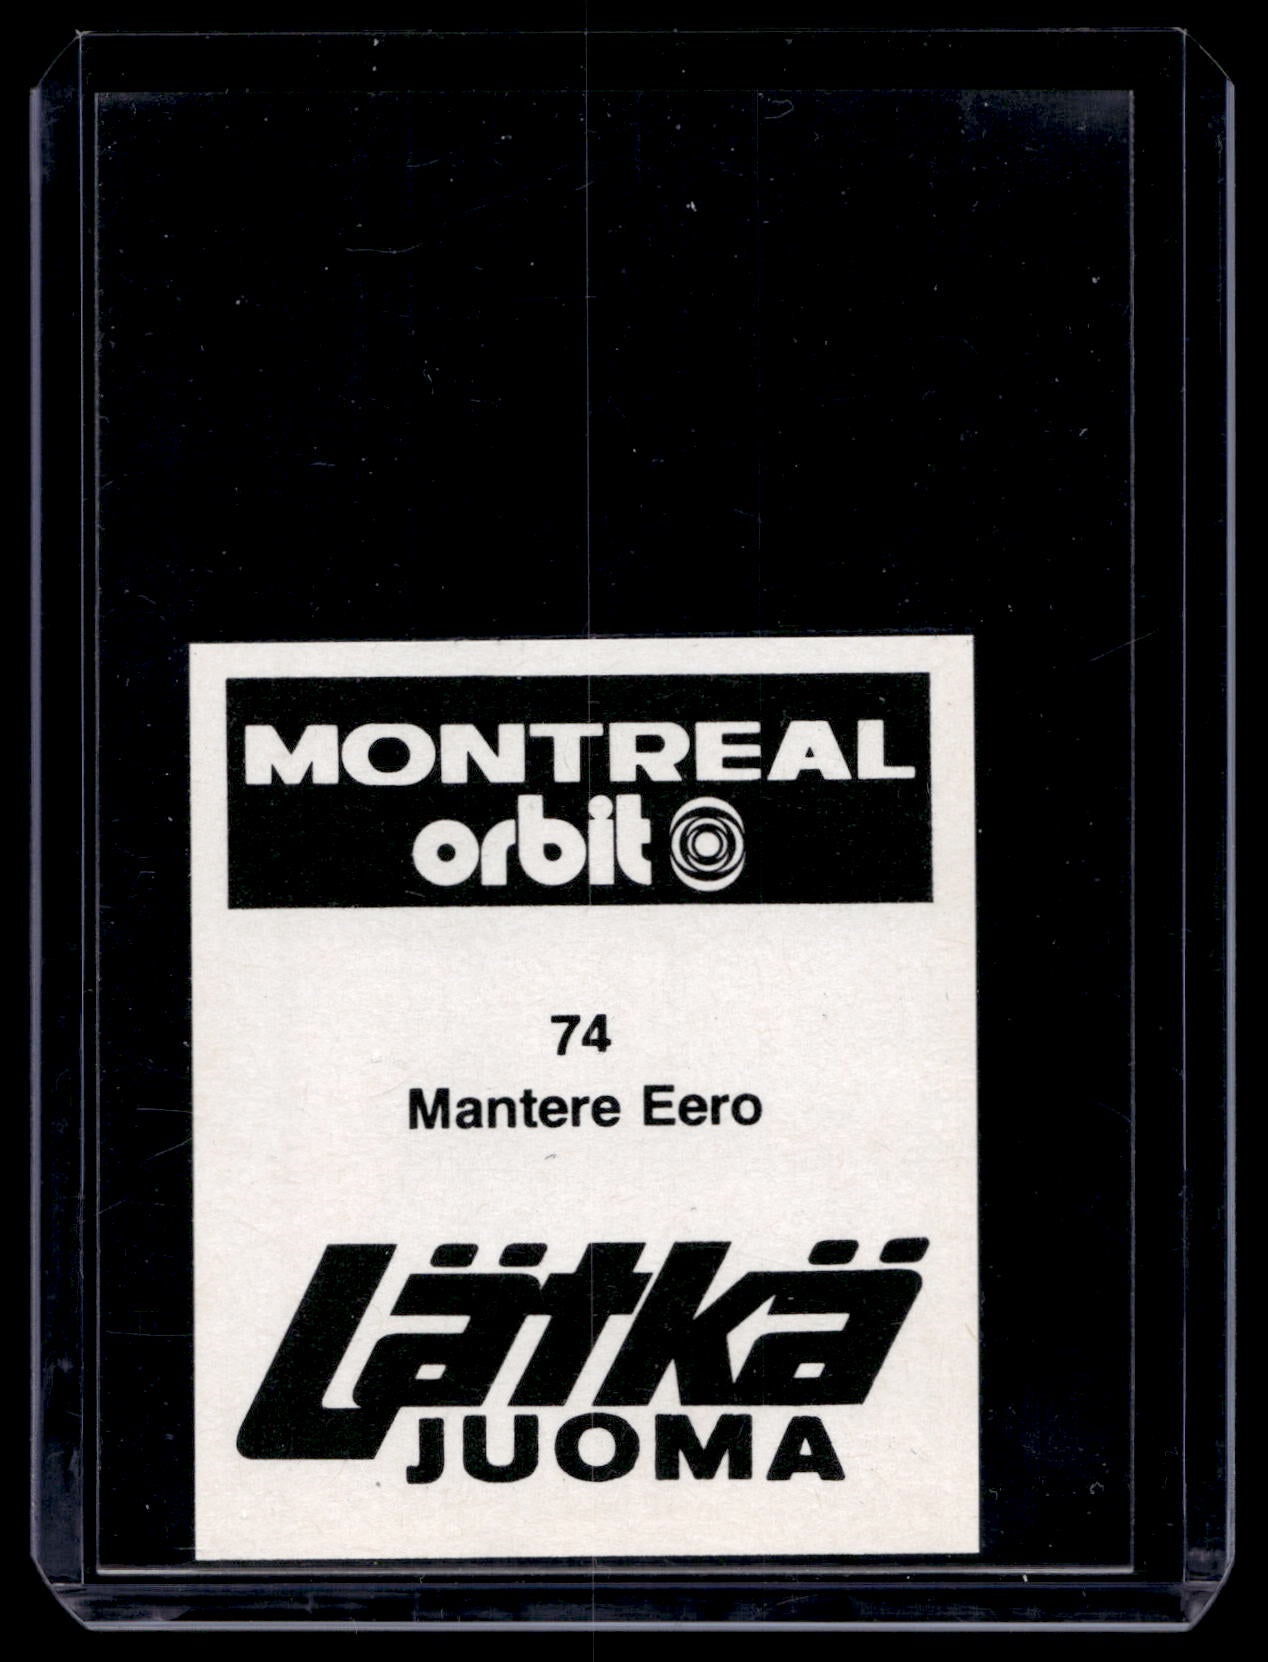 MONTREAL
orbit
74
Mantere Eero
Lätkä
JUOMA